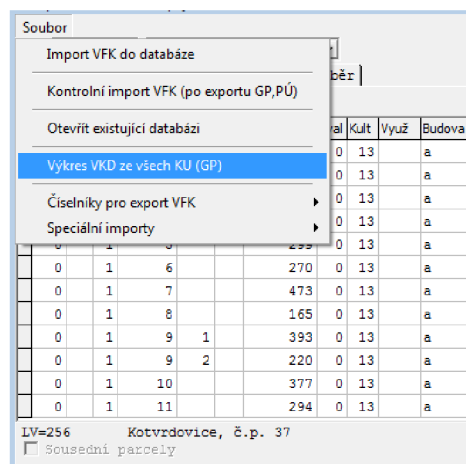 Soubor
Import VFK do databáze
běr
Kontrolní import VFK (po exportu GP,PÚ)
Otevřít existující databázi
val Kult Využ Budova
0 13 a
Výkres VKD ze všech KU (GP)
0 13 a
0 13 a
Číselníky pro export VFK
0 13 a
Speciální importy
0 1 5 299 0 13 a
0 1 6 270 0 13 a
0 1 7 473 0 13 a
0 1 8 165 0 13 a
0 1 9 1 393 0 13 a
0 1 9 2 220 0 13 a
0 1 10 377 0 13 a
0 1 11 294 0 13 a
LV=256 Kotvrdovice, č.p. 37
Sousední parcely